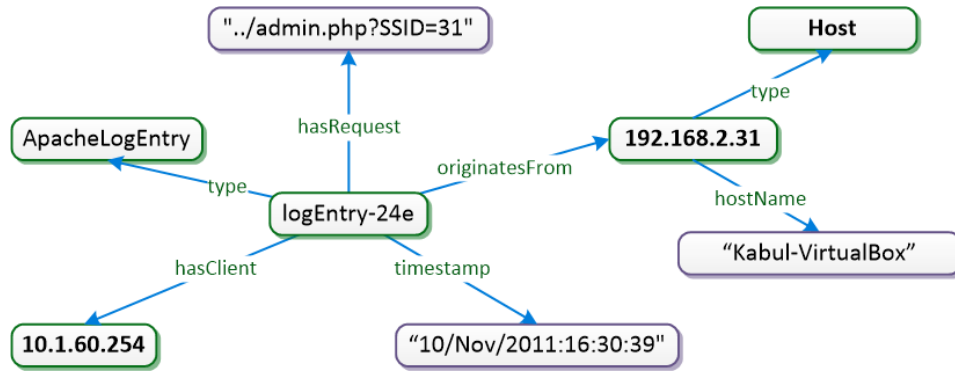 "../admin.php?SSID=31"
Host
type
hasRequest
ApacheLogEntry
192.168.2.31
originatesFrom
type
hostName
logEntry-24e
“Kabul-VirtualBox”
hasClient
timestamp
10.1.60.254
“10/Nov/2011:16:30:39"